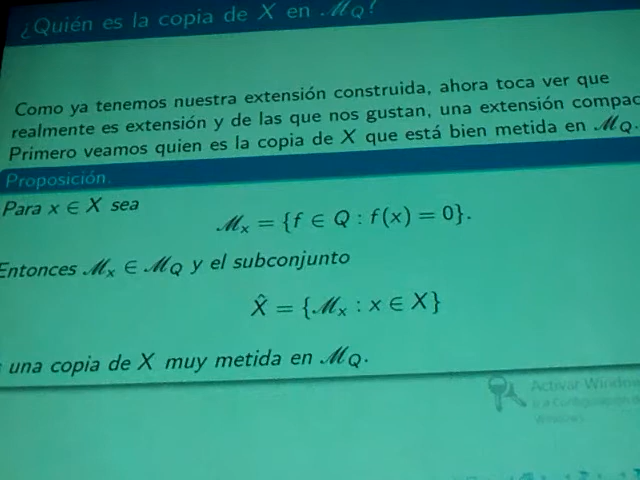 ¿Quién es la copia de X en ℳ_Q?
Como ya tenemos nuestra extensión construida, ahora toca ver que
realmente es extensión y de las que nos gustan, una extensión compac
Primero veamos quien es la copia de X que está bien metida en ℳ_Q.
Proposición.
Para x ∈ X sea
ℳ_x = {f ∈ Q : f(x) = 0}.
Entonces ℳ_x ∈ ℳ_Q y el subconjunto
X̂ = {ℳ_x : x ∈ X}
una copia de X muy metida en ℳ_Q.
Activar Window
Windows.